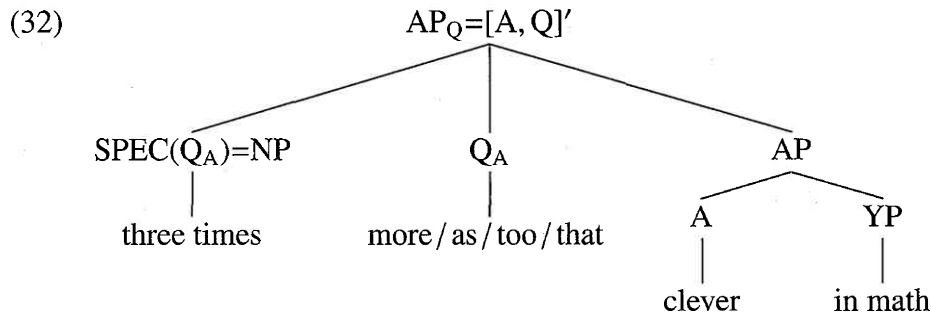 (32) AP_Q=[A, Q]′
SPEC(Q_A)=NP Q_A AP
three times more / as / too / that A YP
clever in math